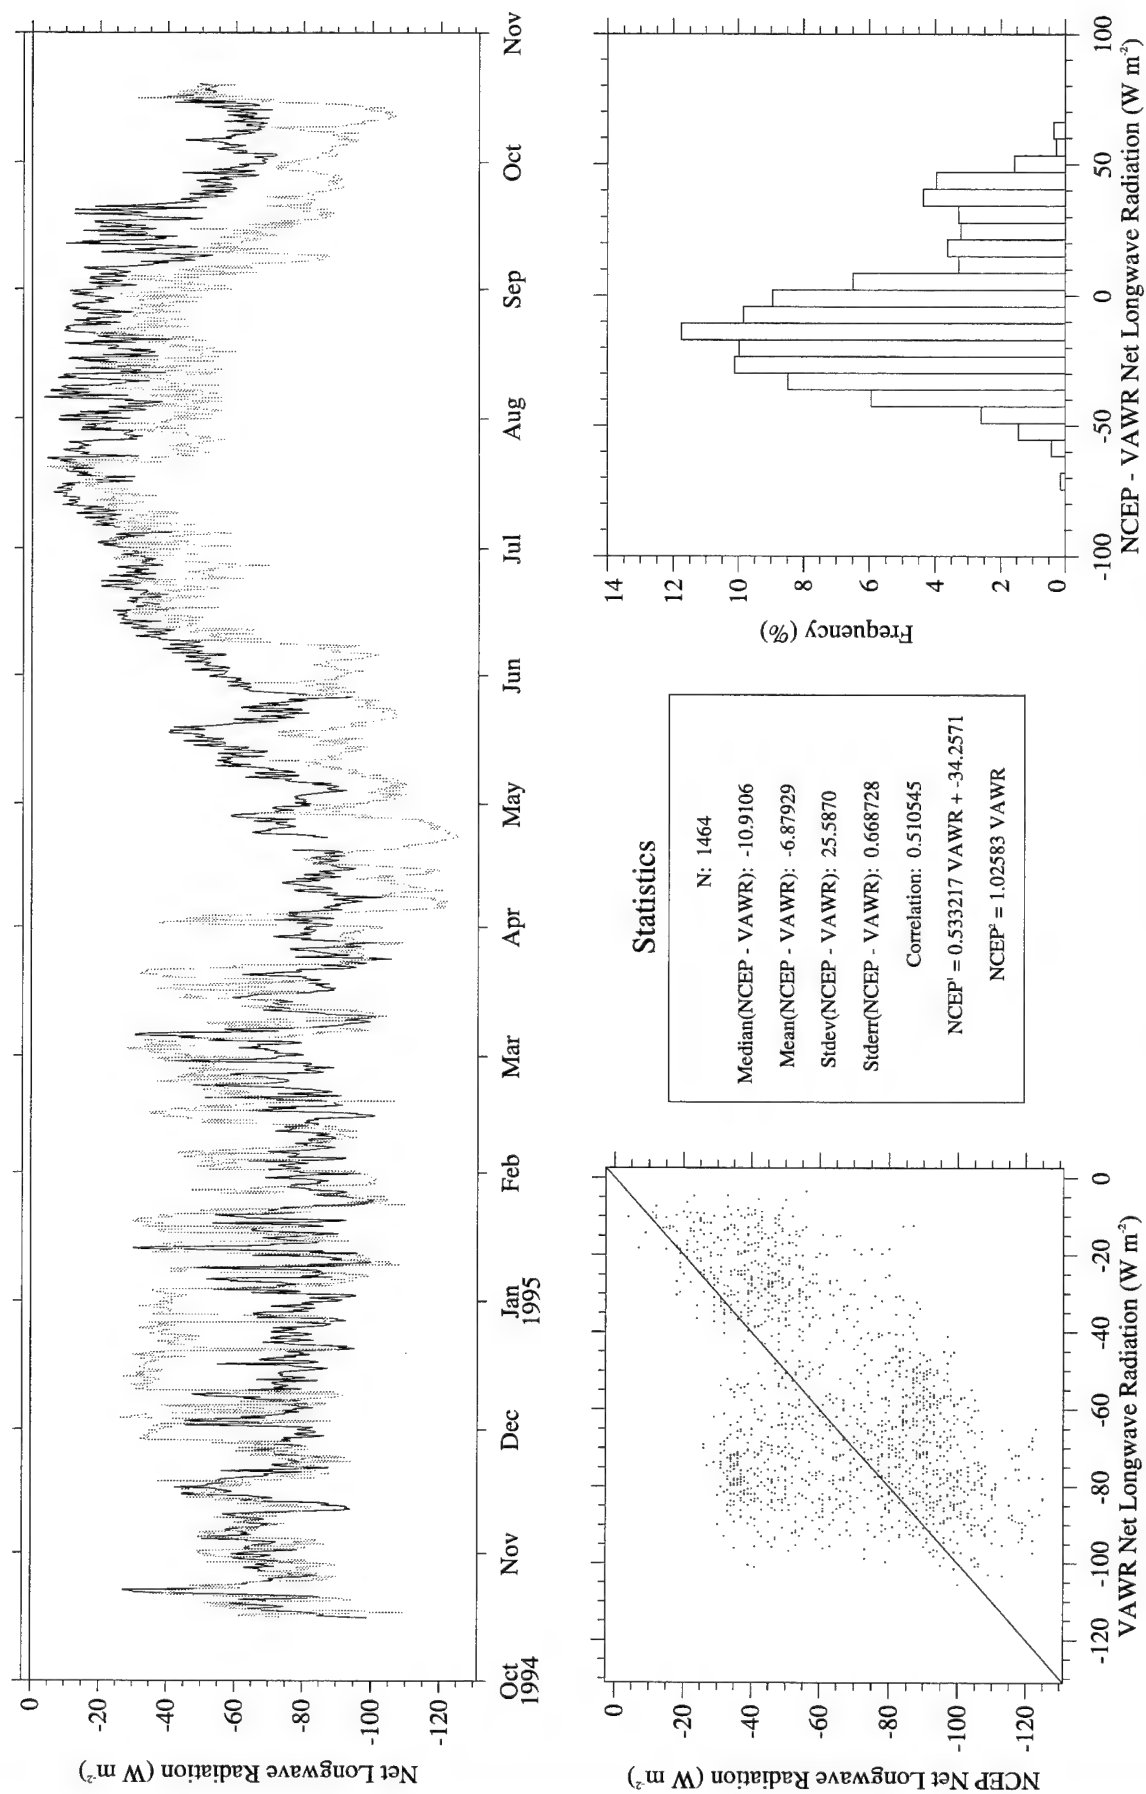 Net Longwave Radiation (W m-2)
0
-20
-40
-60
-80
-100
-120
Oct Nov Dec Jan Feb Mar Apr May Jun Jul Aug Sep Oct Nov
1994 1995
NCEP Net Longwave Radiation (W m-2)
0
-20
-40
-60
-80
-100
-120
-120 -100 -80 -60 -40 -20 0
VAWR Net Longwave Radiation (W m-2)
Statistics
N: 1464
Median(NCEP - VAWR): -10.9106
Mean(NCEP - VAWR): -6.87929
Stdev(NCEP - VAWR): 25.5870
Stderr(NCEP - VAWR): 0.668728
Correlation: 0.510545
NCEP¹ = 0.533217 VAWR + -34.2571
NCEP² = 1.02583 VAWR
Frequency (%)
14
12
10
8
6
4
2
0
-100 -50 0 50 100
NCEP - VAWR Net Longwave Radiation (W m-2)